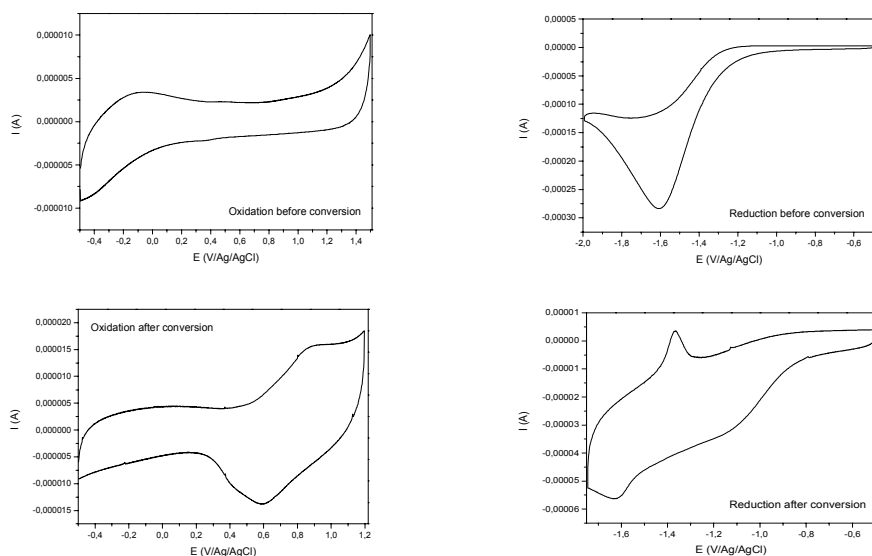 0,000010
0,000005
0,000000
-0,000005
-0,000010
I (A)
Oxidation before conversion
-0,4 -0,2 0,0 0,2 0,4 0,6 0,8 1,0 1,2 1,4
E (V/Ag/AgCl)
0,00005
0,00000
-0,00005
-0,00010
-0,00015
-0,00020
-0,00025
-0,00030
I (A)
Reduction before conversion
-2,0 -1,8 -1,6 -1,4 -1,2 -1,0 -0,8 -0,6
E (V/Ag/AgCl)
Oxidation after conversion
0,000020
0,000015
0,000010
0,000005
0,000000
-0,000005
-0,000010
-0,000015
I (A)
-0,4 -0,2 0,0 0,2 0,4 0,6 0,8 1,0 1,2
E (V/Ag/AgCl)
0,00001
0,00000
-0,00001
-0,00002
-0,00003
-0,00004
-0,00005
-0,00006
I (A)
Reduction after conversion
-1,6 -1,4 -1,2 -1,0 -0,8 -0,6
E (V/Ag/AgCl)